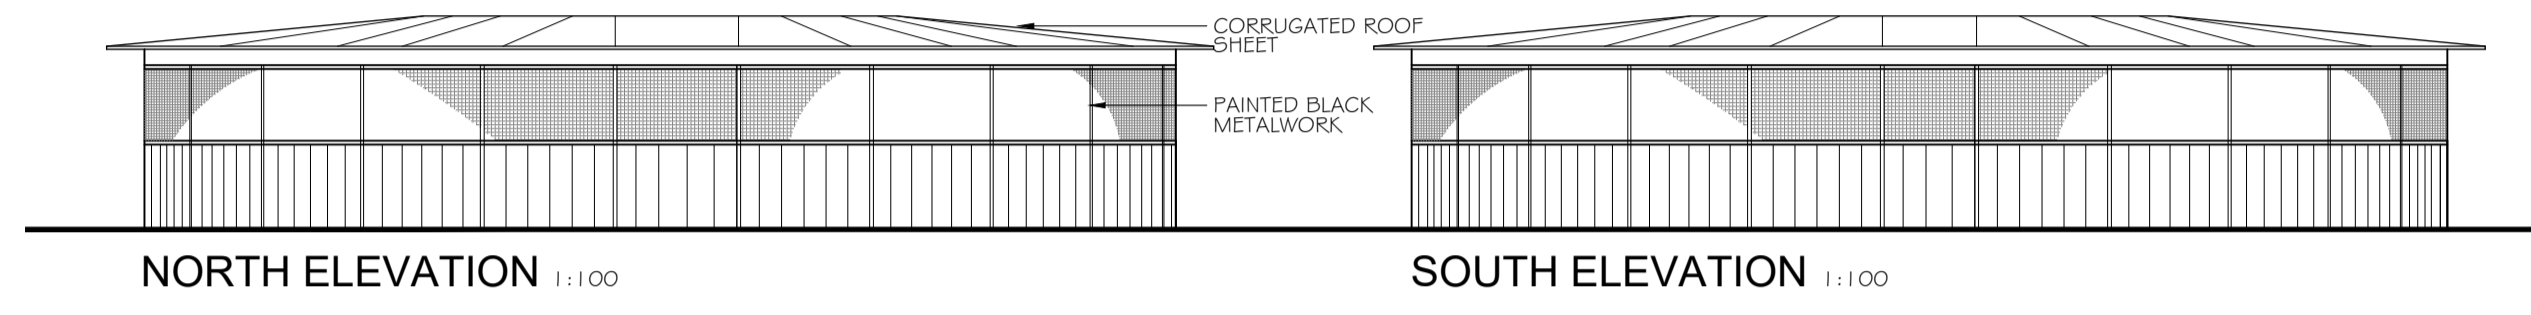 CORRUGATED ROOF
SHEET
PAINTED BLACK
METALWORK
NORTH ELEVATION 1:100
SOUTH ELEVATION 1:100